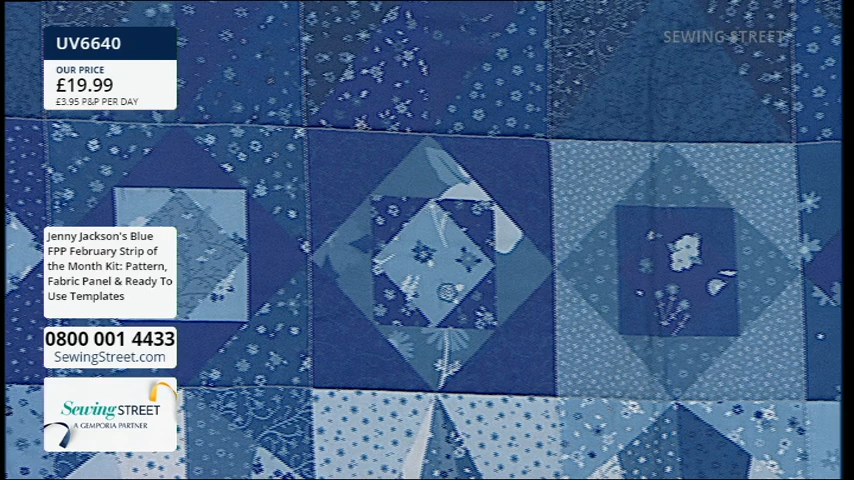 UV6640
OUR PRICE
£19.99
£3.95 P&P PER DAY
SEWING STREET
Jenny Jackson's Blue
FPP February Strip of
the Month Kit: Pattern,
Fabric Panel & Ready To
Use Templates
0800 001 4433
SewingStreet.com
Sewing STREET
A GEMPORIA PARTNER